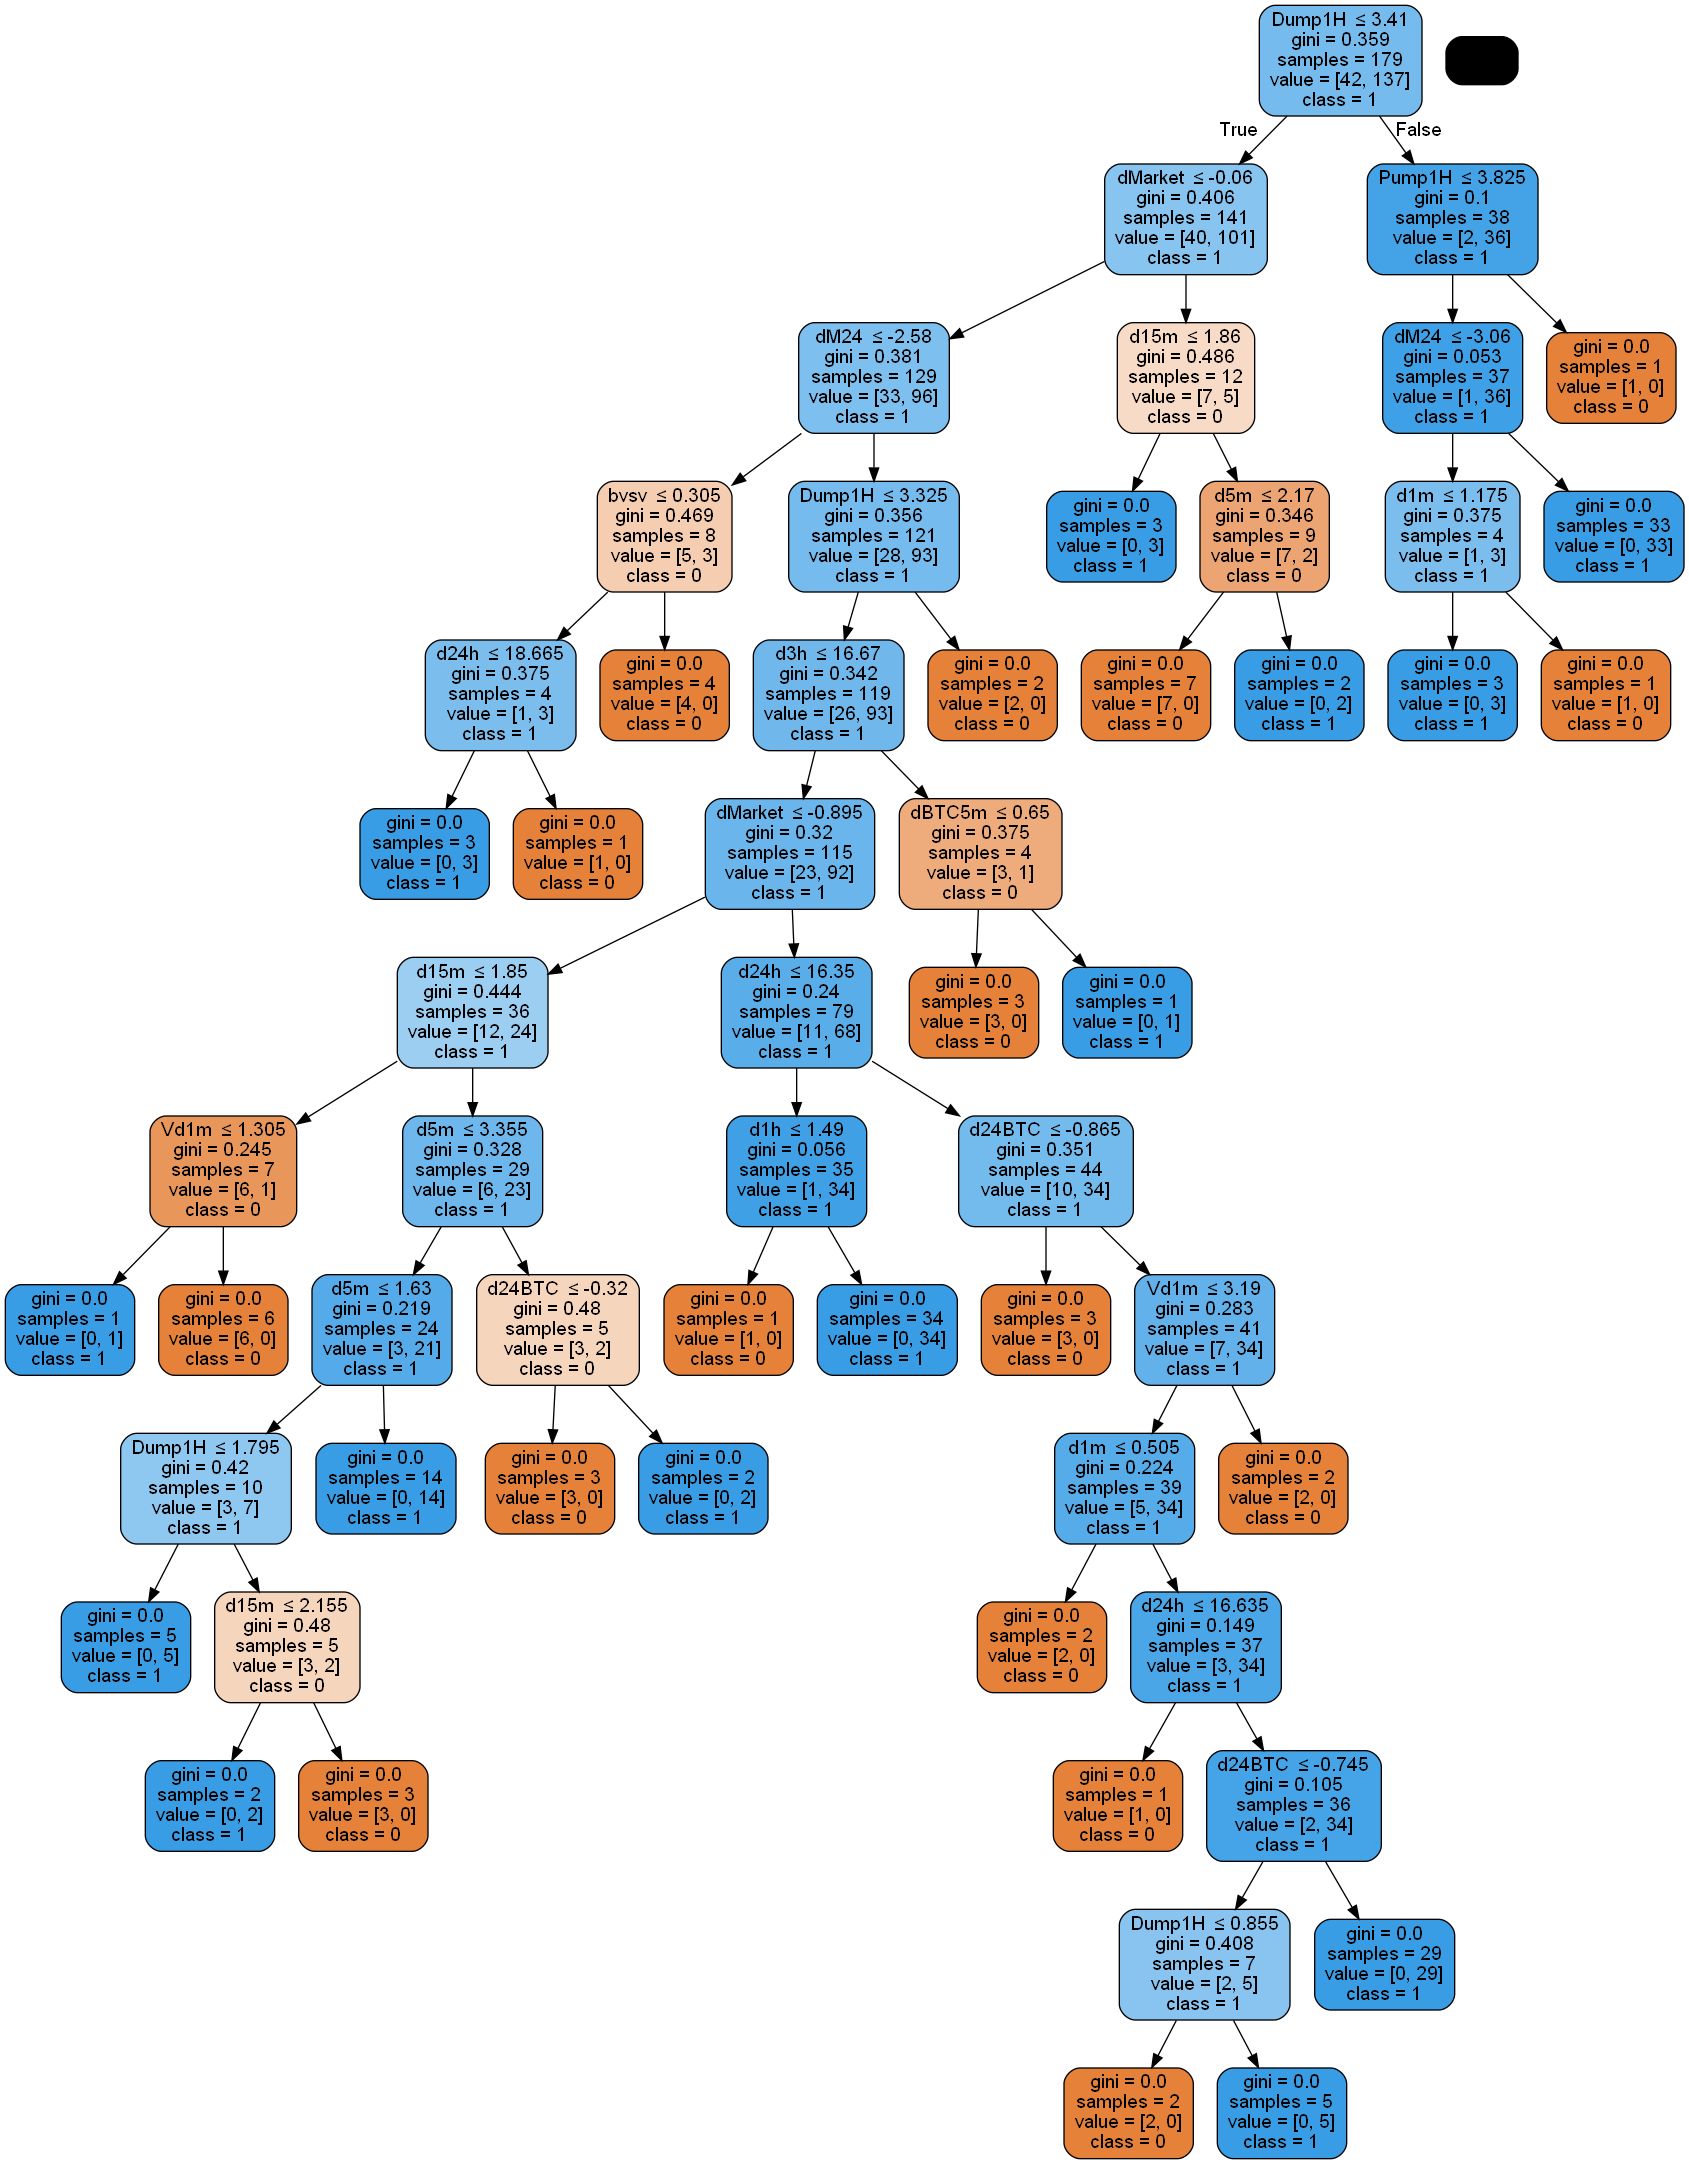 Dump1H ≤ 3.41
gini = 0.359
samples = 179
value = [42, 137]
class = 1
True
False
dMarket ≤ -0.06
gini = 0.406
samples = 141
value = [40, 101]
class = 1
Pump1H ≤ 3.825
gini = 0.1
samples = 38
value = [2, 36]
class = 1
dM24 ≤ -2.58
gini = 0.381
samples = 129
value = [33, 96]
class = 1
d15m ≤ 1.86
gini = 0.486
samples = 12
value = [7, 5]
class = 0
dM24 ≤ -3.06
gini = 0.053
samples = 37
value = [1, 36]
class = 1
gini = 0.0
samples = 1
value = [1, 0]
class = 0
bvsv ≤ 0.305
gini = 0.469
samples = 8
value = [5, 3]
class = 0
Dump1H ≤ 3.325
gini = 0.356
samples = 121
value = [28, 93]
class = 1
gini = 0.0
samples = 3
value = [0, 3]
class = 1
d5m ≤ 2.17
gini = 0.346
samples = 9
value = [7, 2]
class = 0
d1m ≤ 1.175
gini = 0.375
samples = 4
value = [1, 3]
class = 1
gini = 0.0
samples = 33
value = [0, 33]
class = 1
d24h ≤ 18.665
gini = 0.375
samples = 4
value = [1, 3]
class = 1
gini = 0.0
samples = 4
value = [4, 0]
class = 0
d3h ≤ 16.67
gini = 0.342
samples = 119
value = [26, 93]
class = 1
gini = 0.0
samples = 2
value = [2, 0]
class = 0
gini = 0.0
samples = 7
value = [7, 0]
class = 0
gini = 0.0
samples = 2
value = [0, 2]
class = 1
gini = 0.0
samples = 3
value = [0, 3]
class = 1
gini = 0.0
samples = 1
value = [1, 0]
class = 0
gini = 0.0
samples = 3
value = [0, 3]
class = 1
gini = 0.0
samples = 1
value = [1, 0]
class = 0
dMarket ≤ -0.895
gini = 0.32
samples = 115
value = [23, 92]
class = 1
dBTC5m ≤ 0.65
gini = 0.375
samples = 4
value = [3, 1]
class = 0
d15m ≤ 1.85
gini = 0.444
samples = 36
value = [12, 24]
class = 1
d24h ≤ 16.35
gini = 0.24
samples = 79
value = [11, 68]
class = 1
gini = 0.0
samples = 3
value = [3, 0]
class = 0
gini = 0.0
samples = 1
value = [0, 1]
class = 1
Vd1m ≤ 1.305
gini = 0.245
samples = 7
value = [6, 1]
class = 0
d5m ≤ 3.355
gini = 0.328
samples = 29
value = [6, 23]
class = 1
d1h ≤ 1.49
gini = 0.056
samples = 35
value = [1, 34]
class = 1
d24BTC ≤ -0.865
gini = 0.351
samples = 44
value = [10, 34]
class = 1
gini = 0.0
samples = 1
value = [0, 1]
class = 1
gini = 0.0
samples = 6
value = [6, 0]
class = 0
d5m ≤ 1.63
gini = 0.219
samples = 24
value = [3, 21]
class = 1
d24BTC ≤ -0.32
gini = 0.48
samples = 5
value = [3, 2]
class = 0
gini = 0.0
samples = 1
value = [1, 0]
class = 0
gini = 0.0
samples = 34
value = [0, 34]
class = 1
gini = 0.0
samples = 3
value = [3, 0]
class = 0
Vd1m ≤ 3.19
gini = 0.283
samples = 41
value = [7, 34]
class = 1
Dump1H ≤ 1.795
gini = 0.42
samples = 10
value = [3, 7]
class = 1
gini = 0.0
samples = 14
value = [0, 14]
class = 1
gini = 0.0
samples = 3
value = [3, 0]
class = 0
gini = 0.0
samples = 2
value = [0, 2]
class = 1
d1m ≤ 0.505
gini = 0.224
samples = 39
value = [5, 34]
class = 1
gini = 0.0
samples = 2
value = [2, 0]
class = 0
gini = 0.0
samples = 5
value = [0, 5]
class = 1
d15m ≤ 2.155
gini = 0.48
samples = 5
value = [3, 2]
class = 0
gini = 0.0
samples = 2
value = [2, 0]
class = 0
d24h ≤ 16.635
gini = 0.149
samples = 37
value = [3, 34]
class = 1
gini = 0.0
samples = 2
value = [0, 2]
class = 1
gini = 0.0
samples = 3
value = [3, 0]
class = 0
gini = 0.0
samples = 1
value = [1, 0]
class = 0
d24BTC ≤ -0.745
gini = 0.105
samples = 36
value = [2, 34]
class = 1
Dump1H ≤ 0.855
gini = 0.408
samples = 7
value = [2, 5]
class = 1
gini = 0.0
samples = 29
value = [0, 29]
class = 1
gini = 0.0
samples = 2
value = [2, 0]
class = 0
gini = 0.0
samples = 5
value = [0, 5]
class = 1